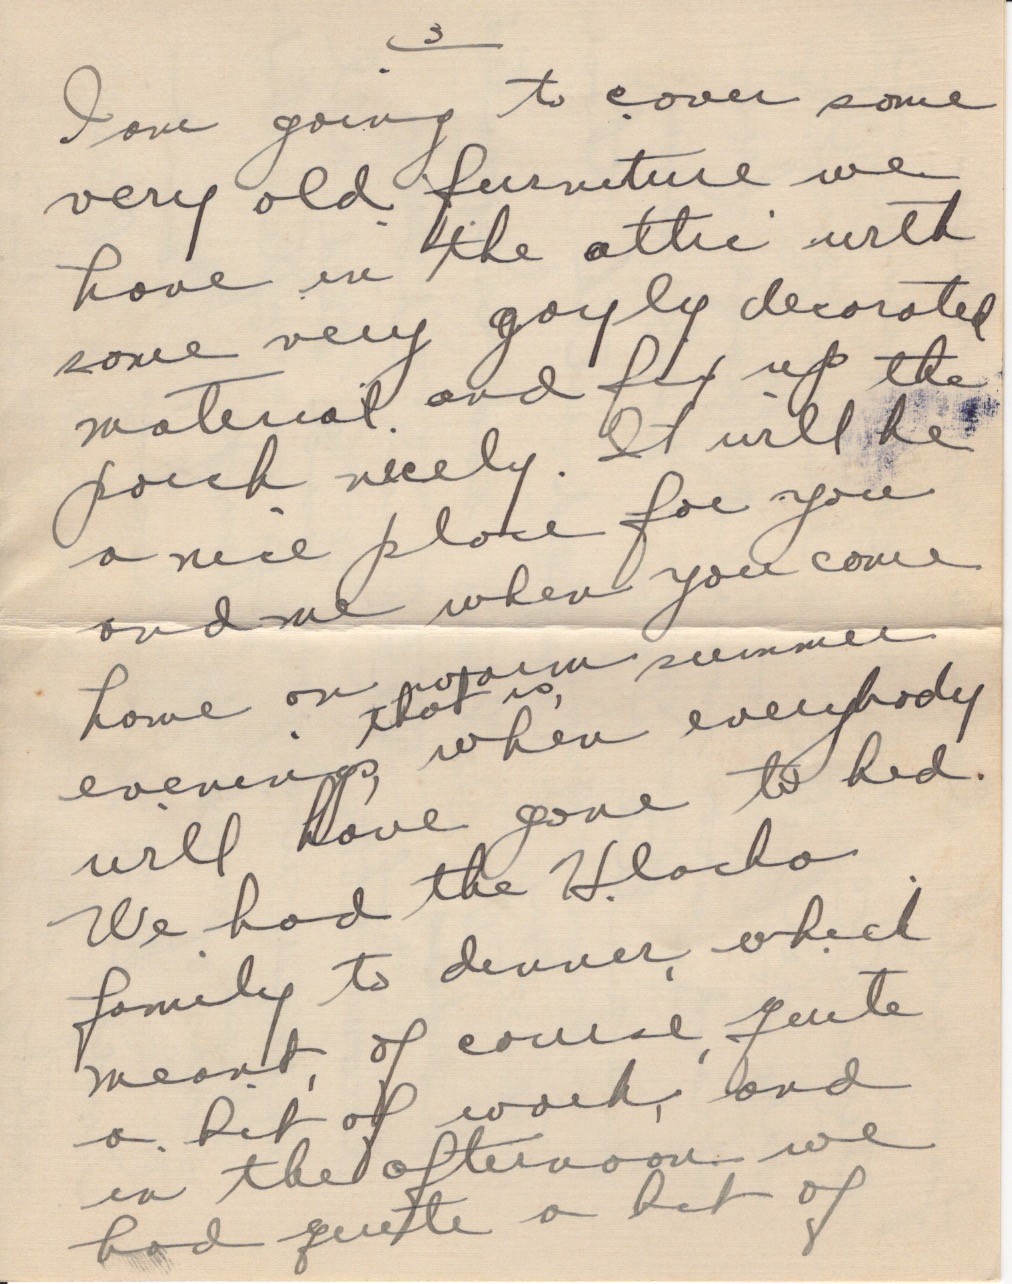 3
I am going to cover some
very old furniture we
have in the attic with
some very gayly decorated
material and fix up the
porch nicely. It will be
a nice place for you
and me when you come
home on warm summer
that is,
evenings, when everybody
will have gone to bed.
We had the Hlacha
family to dinner, which
meant, of course, quite
a bit of work, and
in the afternoon we
had quite a bit of